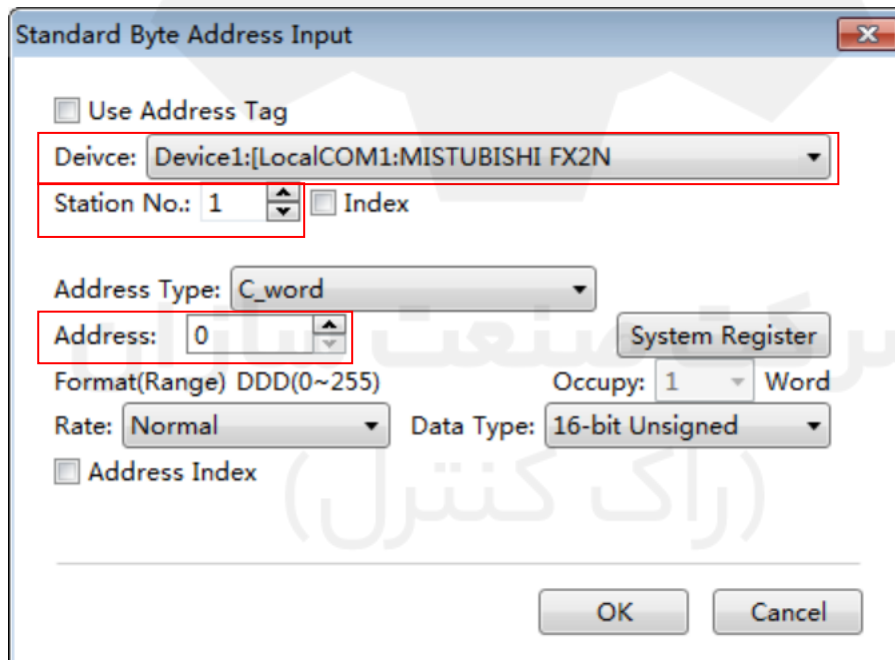 Standard Byte Address Input
Use Address Tag
Deivce: Device1:[LocalCOM1:MISTUBISHI FX2N
Station No.: 1 Index
Address Type: C_word
Address: 0 System Register
Format(Range) DDD(0~255) Occupy: 1 Word
Rate: Normal Data Type: 16-bit Unsigned
Address Index
(راک کنترل)
OK Cancel